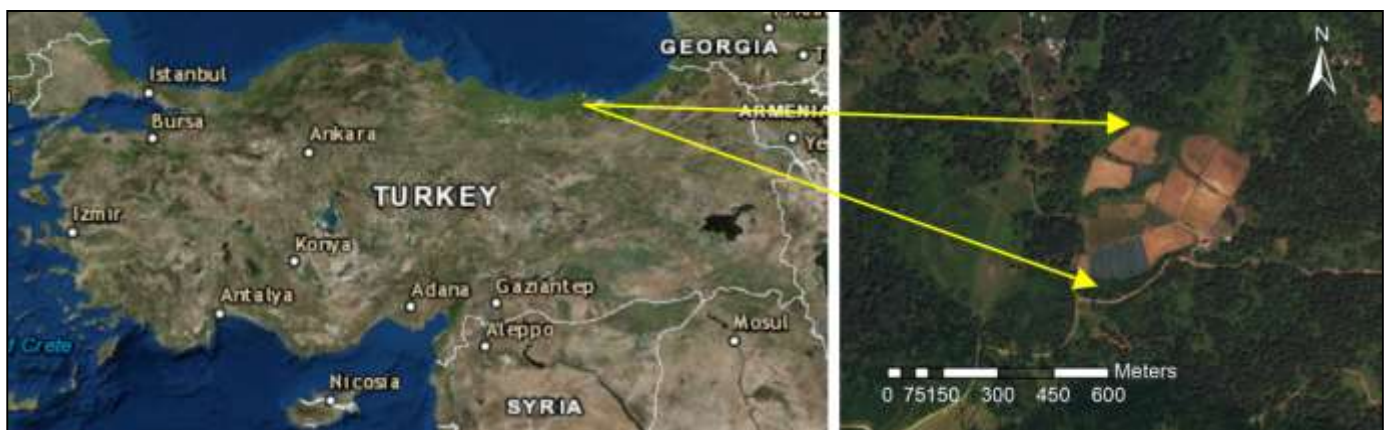 GEORGIA
Istanbul
Bursa
Ankara
ARMENIA
Ye
TURKEY
Izmir
Konya
Antalya
Adana
Gaziantep
Aleppo
Mosul
f Crete
Nicosia
SYRIA
N
Meters
0 75150 300 450 600